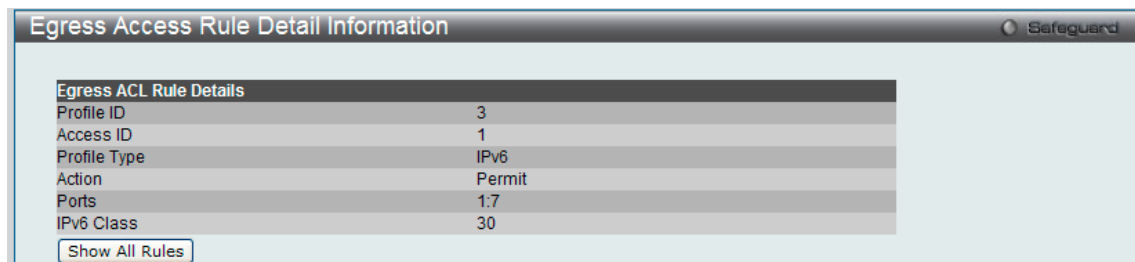 Egress Access Rule Detail Information
Safeguard
Egress ACL Rule Details
Profile ID 3
Access ID 1
Profile Type IPv6
Action Permit
Ports 1:7
IPv6 Class 30
Show All Rules